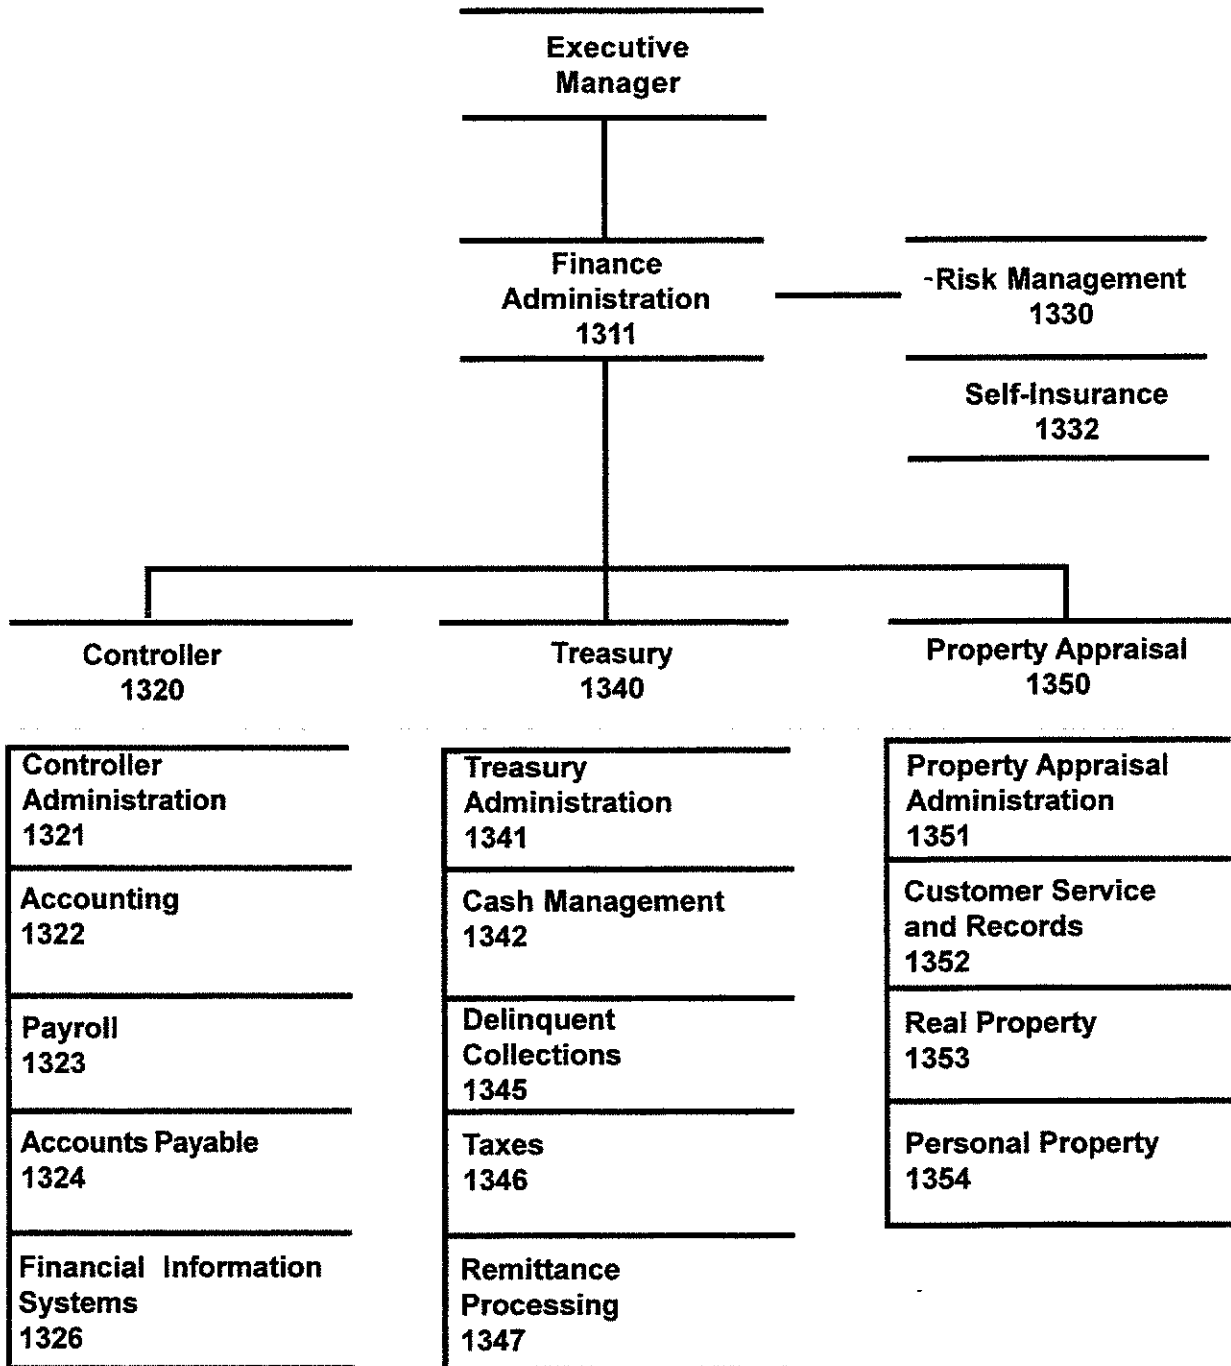 Executive
Manager
Finance
Administration
1311
-Risk Management
1330
Self-Insurance
1332
Controller
1320
Treasury
1340
Property Appraisal
1350
Controller
Administration
1321
Accounting
1322
Payroll
1323
Accounts Payable
1324
Financial Information
Systems
1326
Treasury
Administration
1341
Cash Management
1342
Delinquent
Collections
1345
Taxes
1346
Remittance
Processing
1347
Property Appraisal
Administration
1351
Customer Service
and Records
1352
Real Property
1353
Personal Property
1354